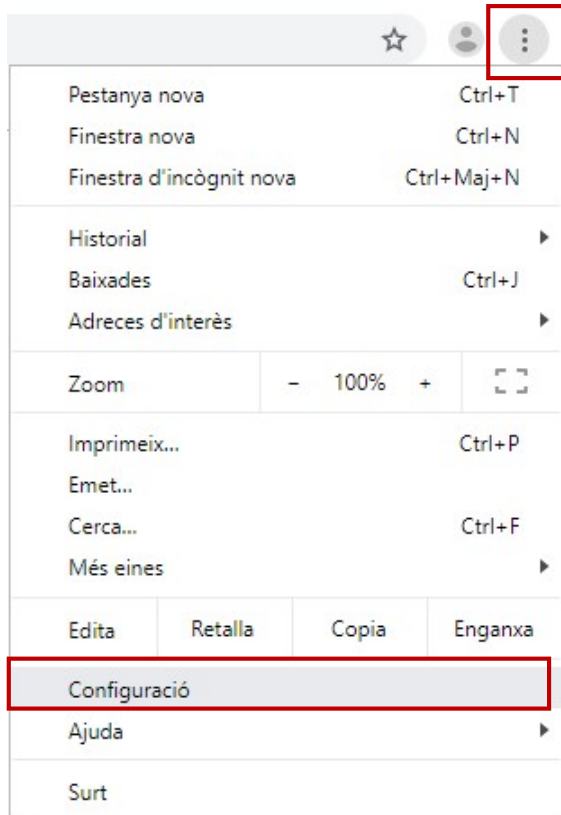 Pestanya nova Ctrl+T
Finestra nova Ctrl+N
Finestra d'incògnit nova Ctrl+Maj+N
Historial
Baixades Ctrl+J
Adreces d'interès
Zoom - 100% +
Imprimeix... Ctrl+P
Emet...
Cerca... Ctrl+F
Més eines
Edita Retalla Copia Enganxa
Configuració
Ajuda
Surt